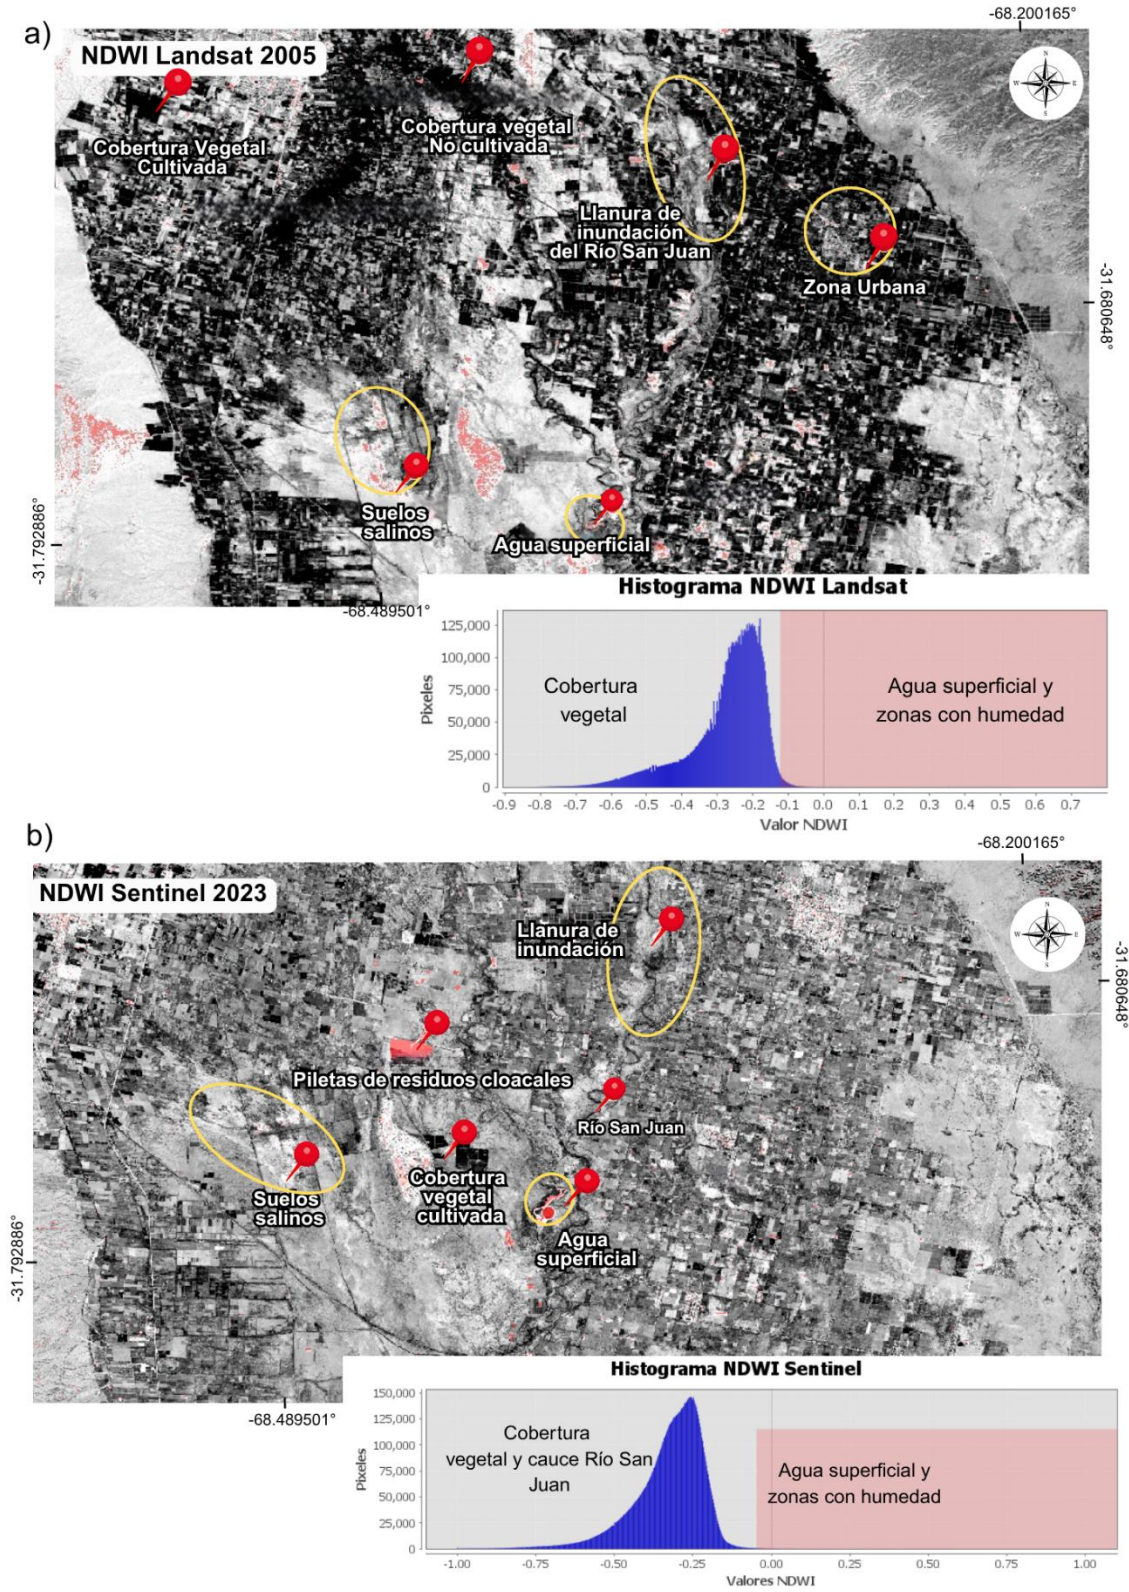 a)
-68.200165°
NDWI Landsat 2005
N
W E
S
Cobertura Vegetal
Cultivada
Cobertura vegetal
No cultivada
Llanura de
inundación
del Río San Juan
Zona Urbana
-31.680648°
Suelos
salinos
Agua superficial
-31.792886°
-68.489501°
Histograma NDWI Landsat
125,000
100,000
75,000
50,000
25,000
0
Pixeles
Cobertura
vegetal
Agua superficial y
zonas con humedad
-0.9 -0.8 -0.7 -0.6 -0.5 -0.4 -0.3 -0.2 -0.1 0.0 0.1 0.2 0.3 0.4 0.5 0.6 0.7
Valor NDWI
b)
-68.200165°
NDWI Sentinel 2023
N
W E
S
Llanura de
inundación
-31.680648°
Piletas de residuos cloacales
Río San Juan
Suelos
salinos
Cobertura
vegetal
cultivada
Agua
superficial
-31.792886°
-68.489501°
Histograma NDWI Sentinel
150,000
125,000
100,000
75,000
50,000
25,000
0
Pixeles
Cobertura
vegetal y cauce Río San
Juan
Agua superficial y
zonas con humedad
-1.00 -0.75 -0.50 -0.25 0.00 0.25 0.50 0.75 1.00
Valores NDWI